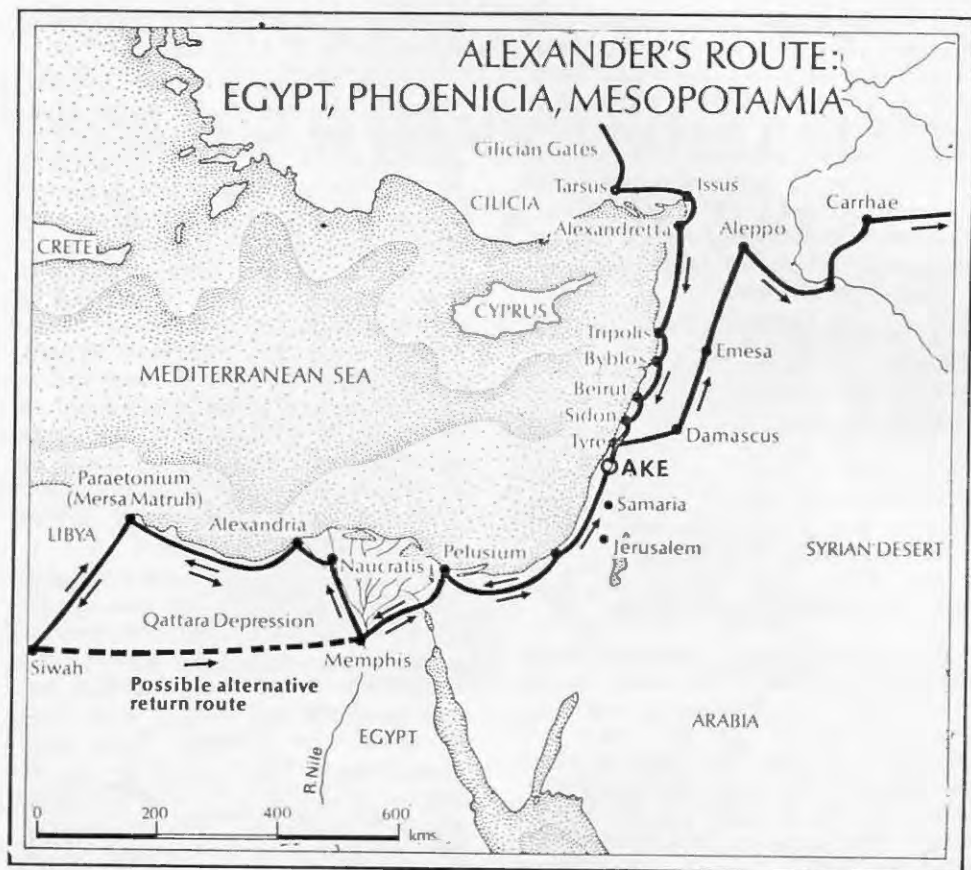 ALEXANDER'S ROUTE:
EGYPT, PHOENICIA, MESOPOTAMIA
Cilician Gates
Tarsus
Issus
CILICIA
Carrhae
Alexandretta
Aleppo
CRETE
CYPRUS
Tripolis
Byblos
Emesa
MEDITERRANEAN SEA
Beirut
Sidon
Tyre
Damascus
AKE
Paraetonium
(Mersa Matruh)
Samaria
LIBYA
Alexandria
Pelusium
Jerusalem
SYRIAN DESERT
Naucratis
Qattara Depression
Siwah
Memphis
Possible alternative
return route
EGYPT
ARABIA
R. Nile
0 200 400 600
kms.